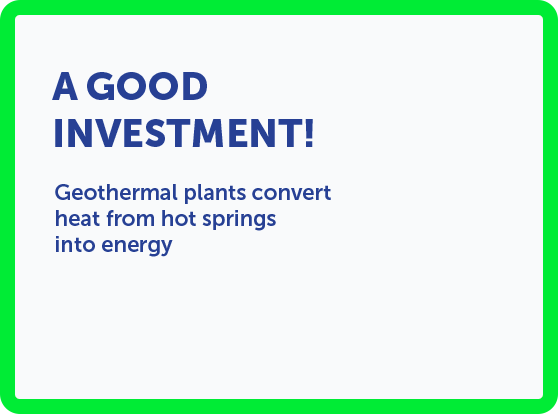 A GOOD
INVESTMENT!
Geothermal plants convert
heat from hot springs
into energy